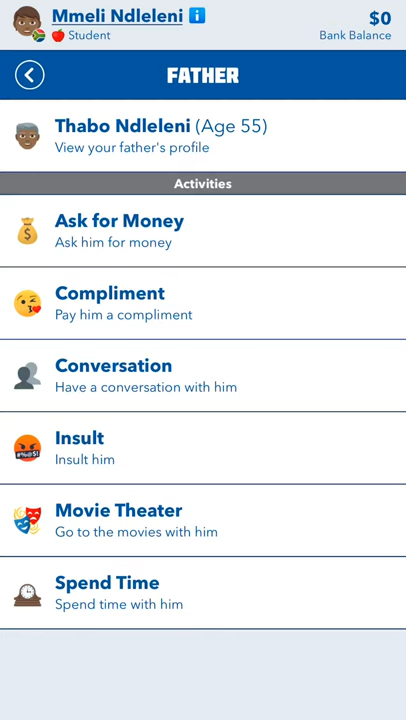 Mmeli Ndleleni i
$0
Student
Bank Balance
FATHER
Thabo Ndleleni (Age 55)
View your father's profile
Activities
Ask for Money
Ask him for money
Compliment
Pay him a compliment
Conversation
Have a conversation with him
#%@$!
Insult
Insult him
Movie Theater
Go to the movies with him
Spend Time
Spend time with him